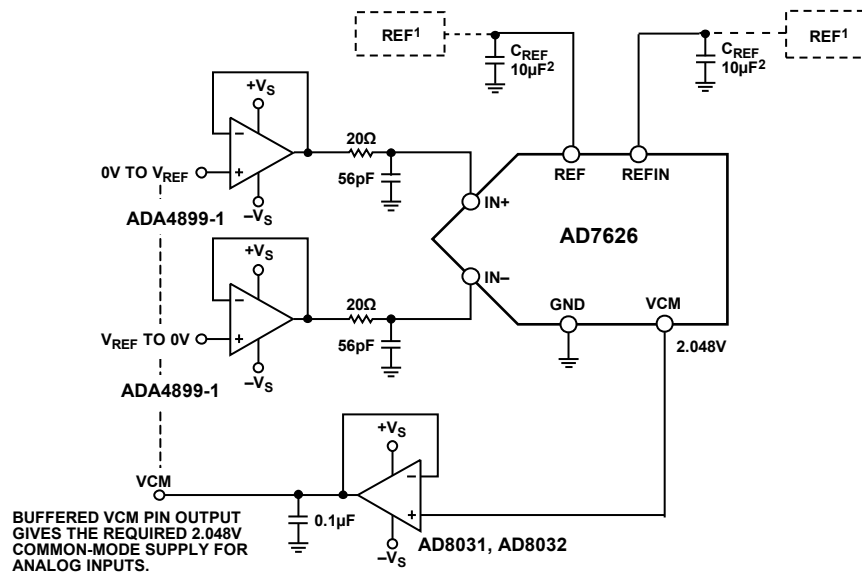 REF¹
C_REF
10µF²
C_REF
10µF²
REF¹
+V_S
−
+
0V TO V_REF
−V_S
ADA4899-1
20Ω
56pF
REF
REFIN
IN+
AD7626
IN−
GND
VCM
2.048V
+V_S
−
+
V_REF TO 0V
−V_S
ADA4899-1
20Ω
56pF
+V_S
−
+
−V_S
VCM
0.1µF
AD8031, AD8032
BUFFERED VCM PIN OUTPUT
GIVES THE REQUIRED 2.048V
COMMON-MODE SUPPLY FOR
ANALOG INPUTS.